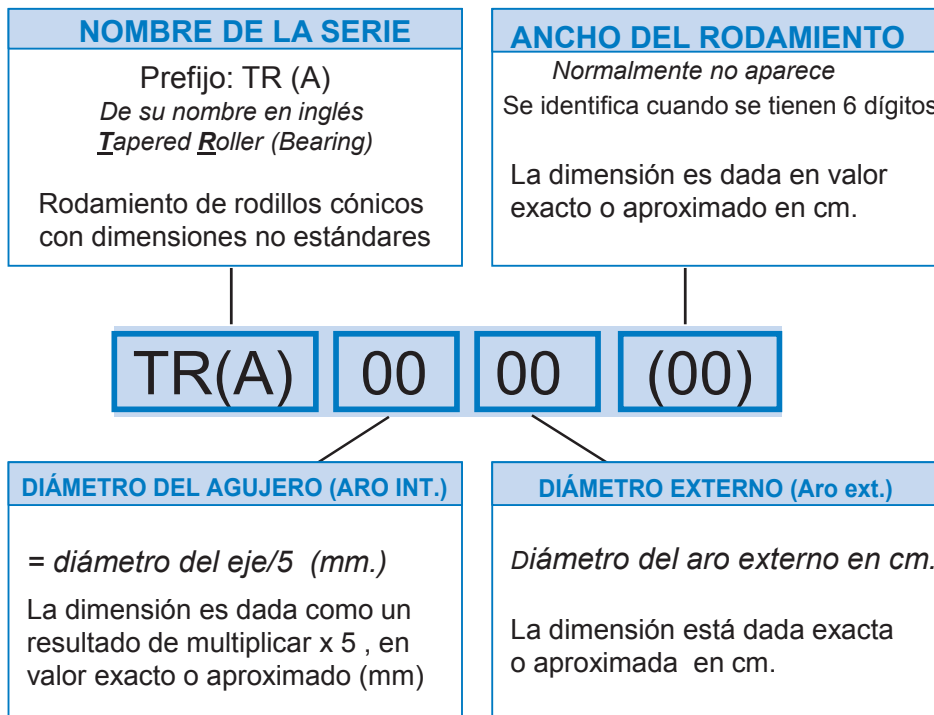 NOMBRE DE LA SERIE
Prefijo: TR (A)
De su nombre en inglés
Tapered Roller (Bearing)
Rodamiento de rodillos cónicos
con dimensiones no estándares
ANCHO DEL RODAMIENTO
Normalmente no aparece
Se identifica cuando se tienen 6 dígitos
La dimensión es dada en valor
exacto o aproximado en cm.
TR(A) 00 00 (00)
DIÁMETRO DEL AGUJERO (ARO INT.)
= diámetro del eje/5 (mm.)
La dimensión es dada como un
resultado de multiplicar x 5 , en
valor exacto o aproximado (mm)
DIÁMETRO EXTERNO (Aro ext.)
Diámetro del aro externo en cm.
La dimensión está dada exacta
o aproximada en cm.